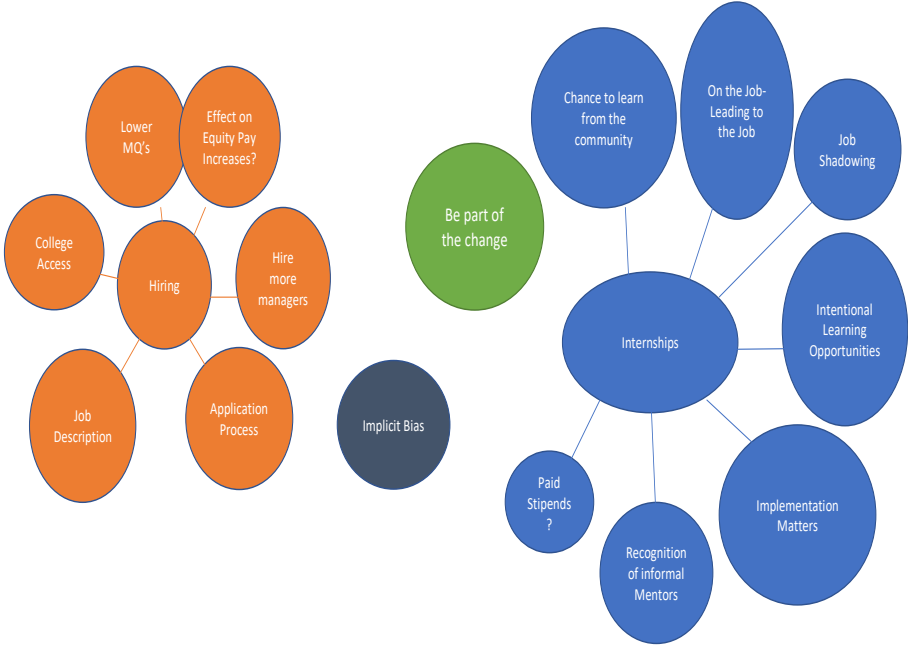 Lower
MQ's
Effect on
Equity Pay
Increases?
College
Access
Hiring
Hire
more
managers
Job
Description
Application
Process
Be part of
the change
Implicit Bias
Chance to learn
from the
community
On the Job-
Leading to
the Job
Job
Shadowing
Internships
Intentional
Learning
Opportunities
Paid
Stipends
?
Recognition
of informal
Mentors
Implementation
Matters